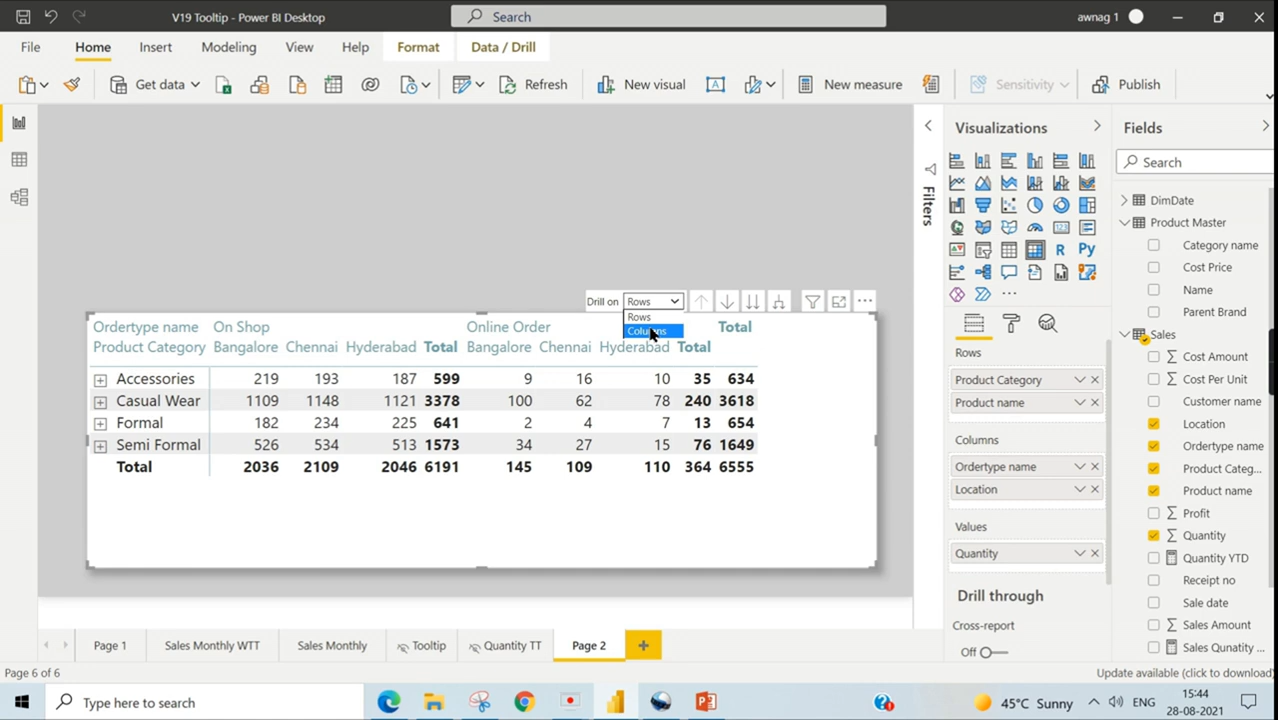 V19 Tooltip - Power BI Desktop
Search
awnag 1
File
Home
Insert
Modeling
View
Help
Format
Data / Drill
Get data
Refresh
New visual
New measure
Sensitivity
Publish
Drill on
Rows
Rows
Columns
Ordertype name On Shop Online Order Total
Product Category Bangalore Chennai Hyderabad Total Bangalore Chennai Hyderabad Total
Accessories 219 193 187 599 9 16 10 35 634
Casual Wear 1109 1148 1121 3378 100 62 78 240 3618
Formal 182 234 225 641 2 4 7 13 654
Semi Formal 526 534 513 1573 34 27 15 76 1649
Total 2036 2109 2046 6191 145 109 110 364 6555
Filters
Visualizations
R
Py
Rows
Product Category
Product name
Columns
Ordertype name
Location
Values
Quantity
Drill through
Cross-report
Off
Fields
Search
DimDate
Product Master
Category name
Cost Price
Name
Parent Brand
Sales
Cost Amount
Cost Per Unit
Customer name
Location
Ordertype name
Product Categ...
Product name
Profit
Quantity
Quantity YTD
Receipt no
Sale date
Sales Amount
Sales Qunatity ...
Page 1
Sales Monthly WTT
Sales Monthly
Tooltip
Quantity TT
Page 2
Page 6 of 6
Update available (click to download)
Type here to search
45°C Sunny
ENG
15:44
28-08-2021